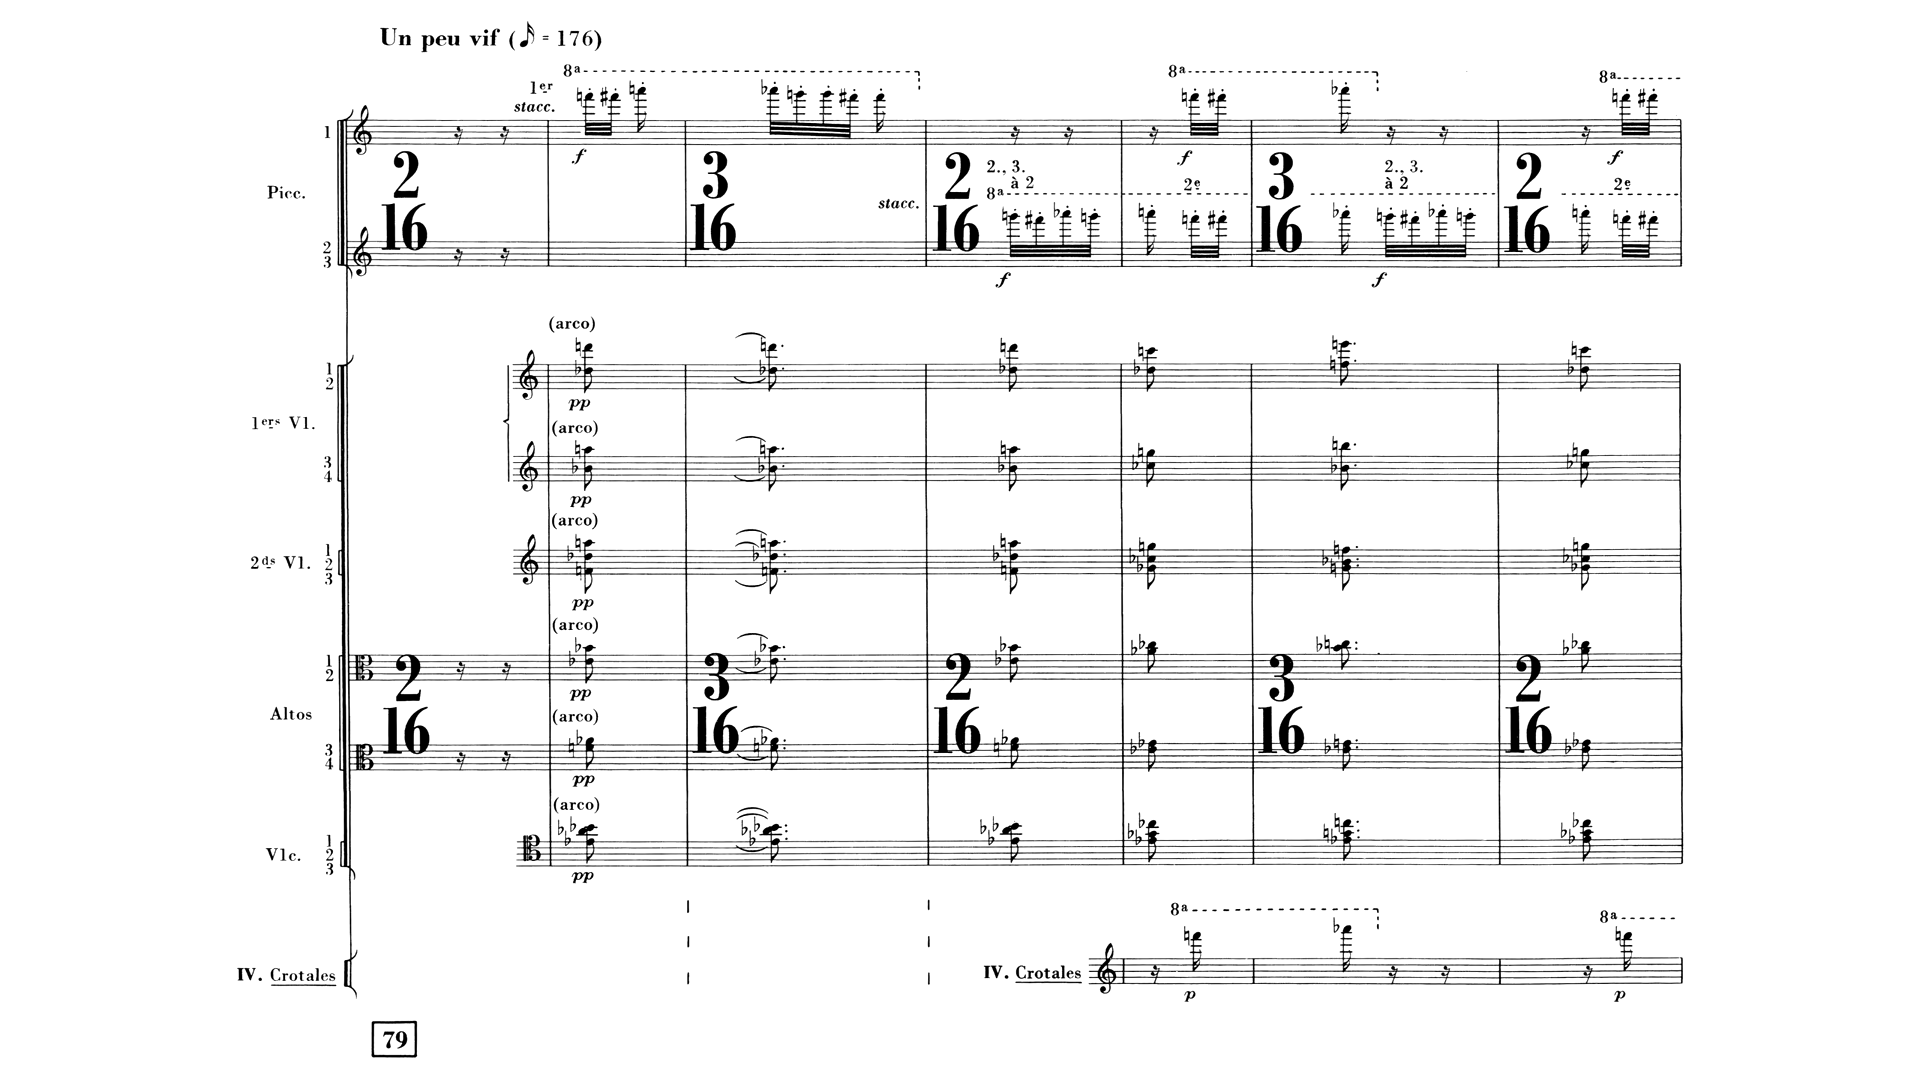 Un peu vif (𝅘𝅥𝅯 = 176)
8ª 8ª 8ª
1er
stacc.
1
f f f
2 3 2 3 2
2., 3. 2., 3.
à 2 à 2
Picc.
8ª 2e 2e
stacc.
16 16 16 16 16
2
3
f f
(arco)
1
2
pp
1ers Vl.
(arco)
3
4
pp
(arco)
2ds Vl.
1
2
3
pp
(arco)
1
2
2 3 2 3 2
pp
Altos
(arco)
16 16 16 16 16
3
4
pp
(arco)
Vlc.
1
2
3
pp
8ª 8ª
IV. Crotales IV. Crotales
p p
79